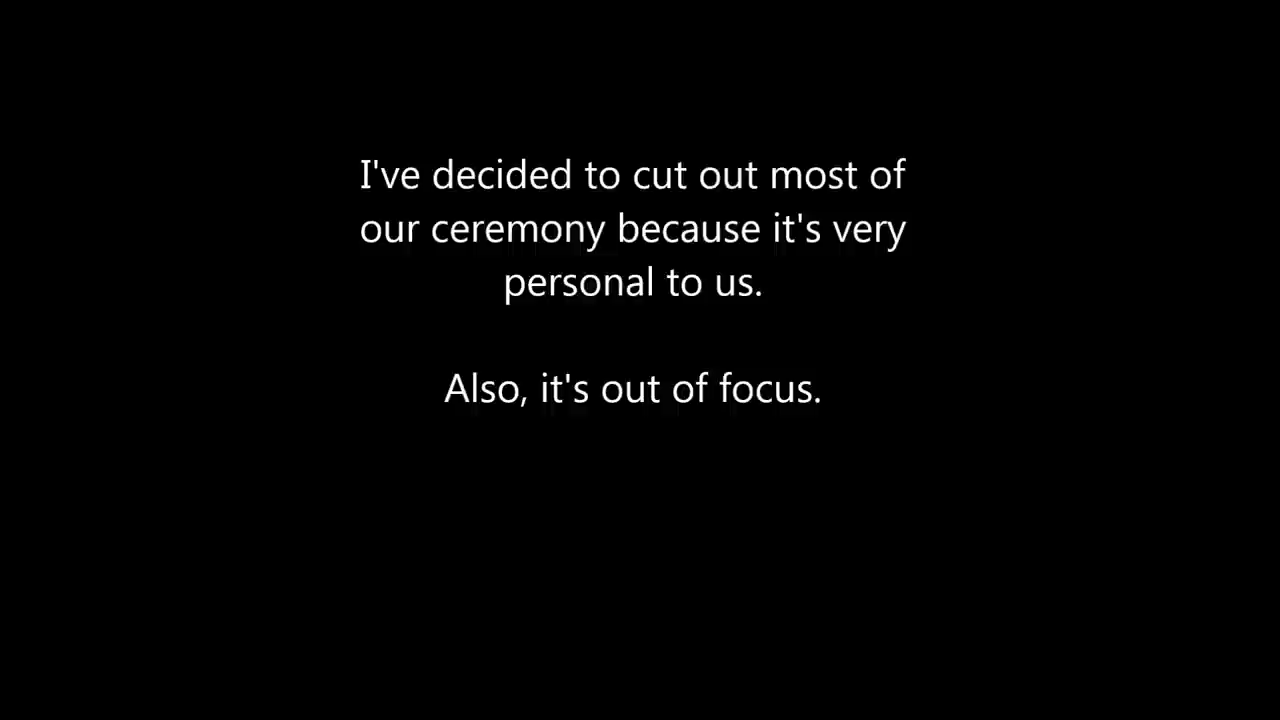 I've decided to cut out most of
our ceremony because it's very
personal to us.
Also, it's out of focus.